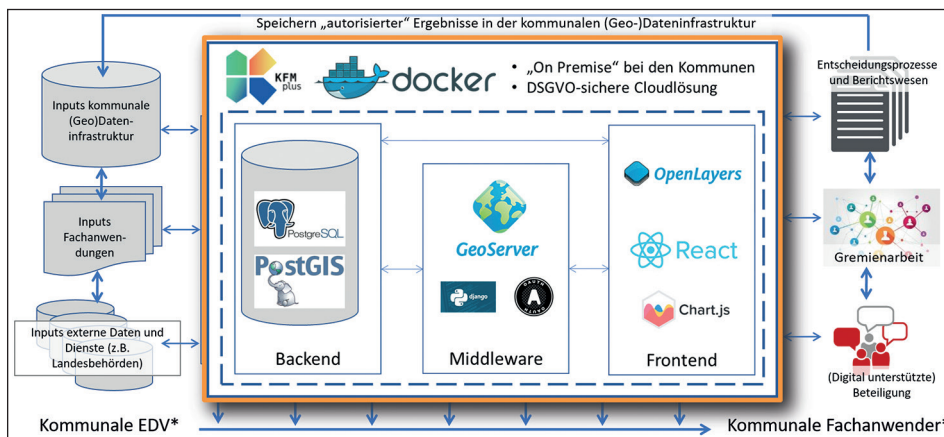 Speichern „autorisierter“ Ergebnisse in der kommunalen (Geo-)Dateninfrastruktur
Inputs kommunale
(Geo)Daten-
infrastruktur
Inputs
Fachanwen-
dungen
Inputs externe Daten und
Dienste (z.B.
Landesbehörden)
KFM
plus
docker
• „On Premise“ bei den Kommunen
• DSGVO-sichere Cloudlösung
PostgreSQL
PostGIS
Backend
GeoServer
django
OAUTH
Middleware
OpenLayers
React
Chart.js
Frontend
Entscheidungsprozesse
und Berichtswesen
Gremienarbeit
(Digital unterstützte)
Beteiligung
Kommunale EDV*
Kommunale Fachanwender*